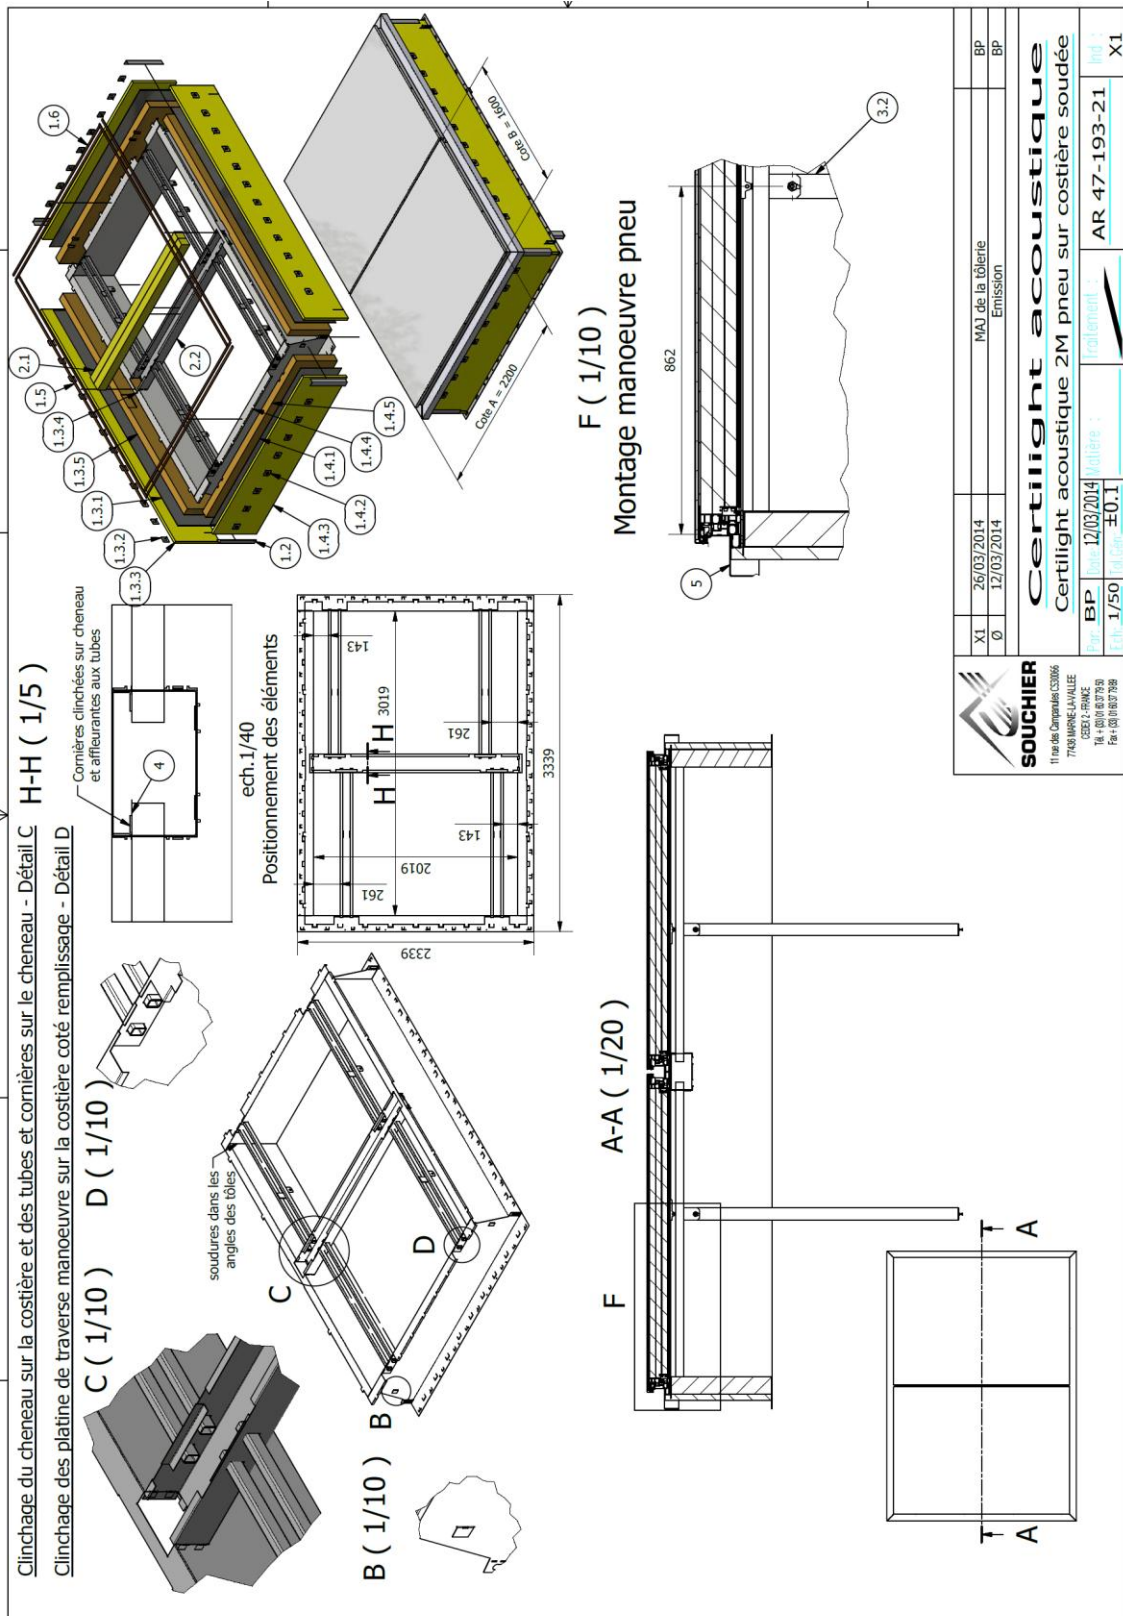 Clinchage du cheneau sur la costière et des tubes et cornières sur le cheneau - Détail C
Clinchage des platine de traverse manoeuvre sur la costière coté remplissage - Détail D
C ( 1/10 )
D ( 1/10 )
H-H ( 1/5 )
Cornières clinchées sur cheneau
et affleurantes aux tubes
4
soudures dans les
angles des tôles
C
D
B
B ( 1/10 )
ech.1/40
Positionnement des éléments
143
261
H
H
3019
2019
143
261
2339
3339
1.3.3
1.3.2
1.3.1
1.3.5
1.3.4
1.5
2.1
1.6
2.2
1.2
1.4.3
1.4.2
1.4.1
1.4.4
1.4.5
Cote A = 2200
Cote B = 1600
A-A ( 1/20 )
F
A
A
F ( 1/10 )
Montage manoeuvre pneu
862
5
3.2
X1
26/03/2014
MAJ de la tôlerie
BP
Ø
12/03/2014
Emission
BP
SOUCHIER
11 rue des Campanules CS30066
77436 MARNE-LA-VALLEE
CEDEX 2 - FRANCE
Certilight acoustique
Certilight acoustique 2M pneu sur costière soudée
Par: BP
Date: 12/03/2014
Matière :
Traitement :
AR 47-193-21
Ind :
X1
Ech: 1/50
Tol.Gén: ±0.1